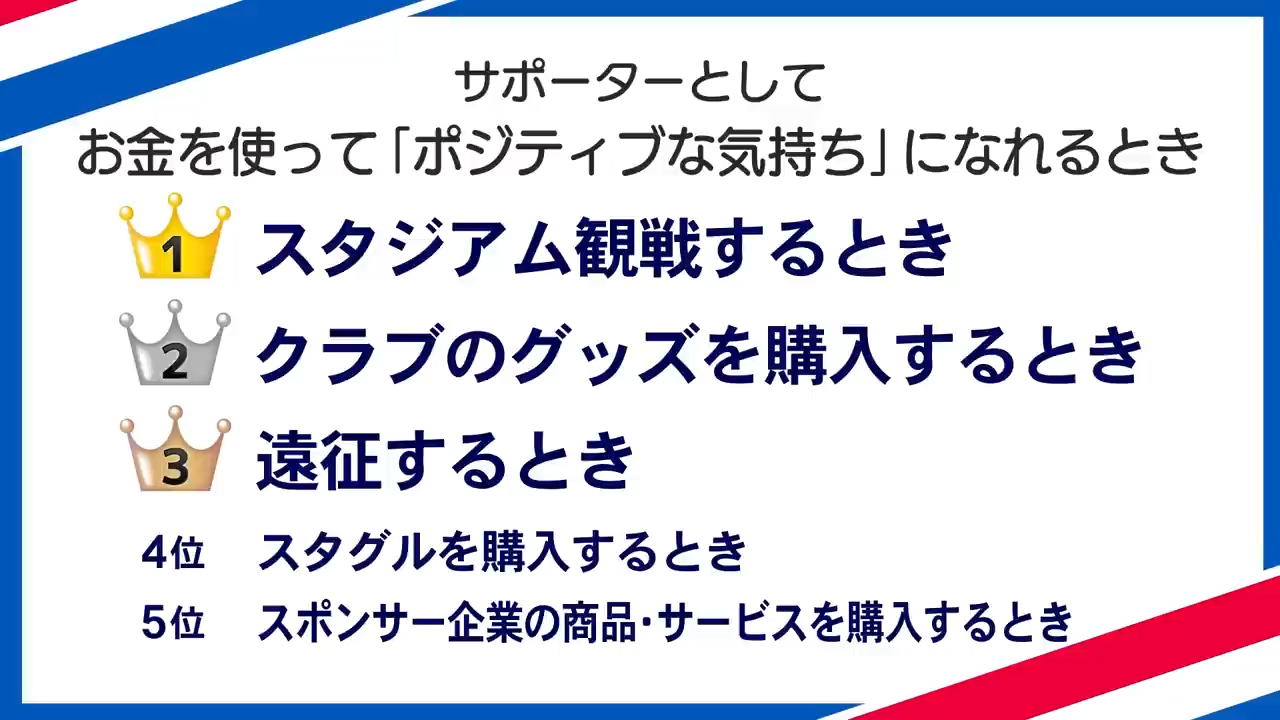 サポーターとして
お金を使って「ポジティブな気持ち」になれるとき
1 スタジアム観戦するとき
2 クラブのグッズを購入するとき
3 遠征するとき
4位 スタグルを購入するとき
5位 スポンサー企業の商品・サービスを購入するとき